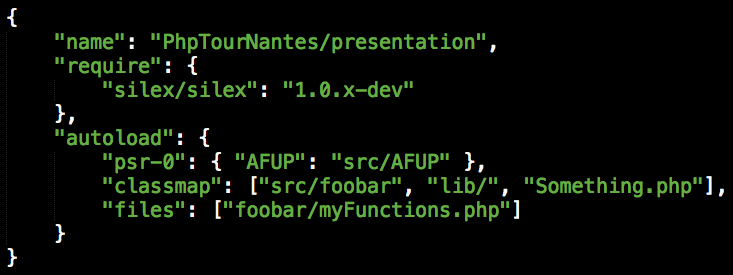 {
    "name": "PhpTourNantes/presentation",
    "require": {
        "silex/silex": "1.0.x-dev"
    },
    "autoload": {
        "psr-0": { "AFUP": "src/AFUP" },
        "classmap": ["src/foobar", "lib/", "Something.php"],
        "files": ["foobar/myFunctions.php"]
    }
}